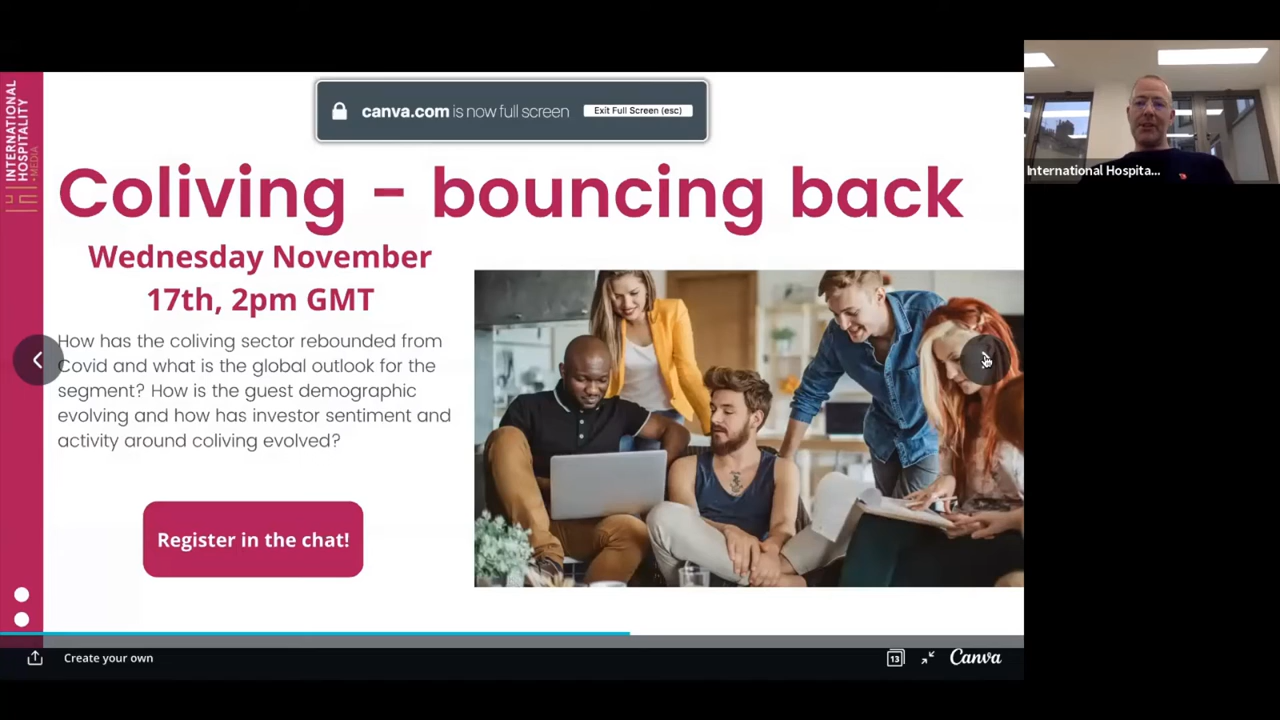 INTERNATIONAL
HOSPITALITY
• MEDIA
canva.com is now full screen
Exit Full Screen (esc)
International Hospita...
Coliving - bouncing back
Wednesday November
17th, 2pm GMT
How has the coliving sector rebounded from
Covid and what is the global outlook for the
segment? How is the guest demographic
evolving and how has investor sentiment and
activity around coliving evolved?
Register in the chat!
Create your own
13
Canva